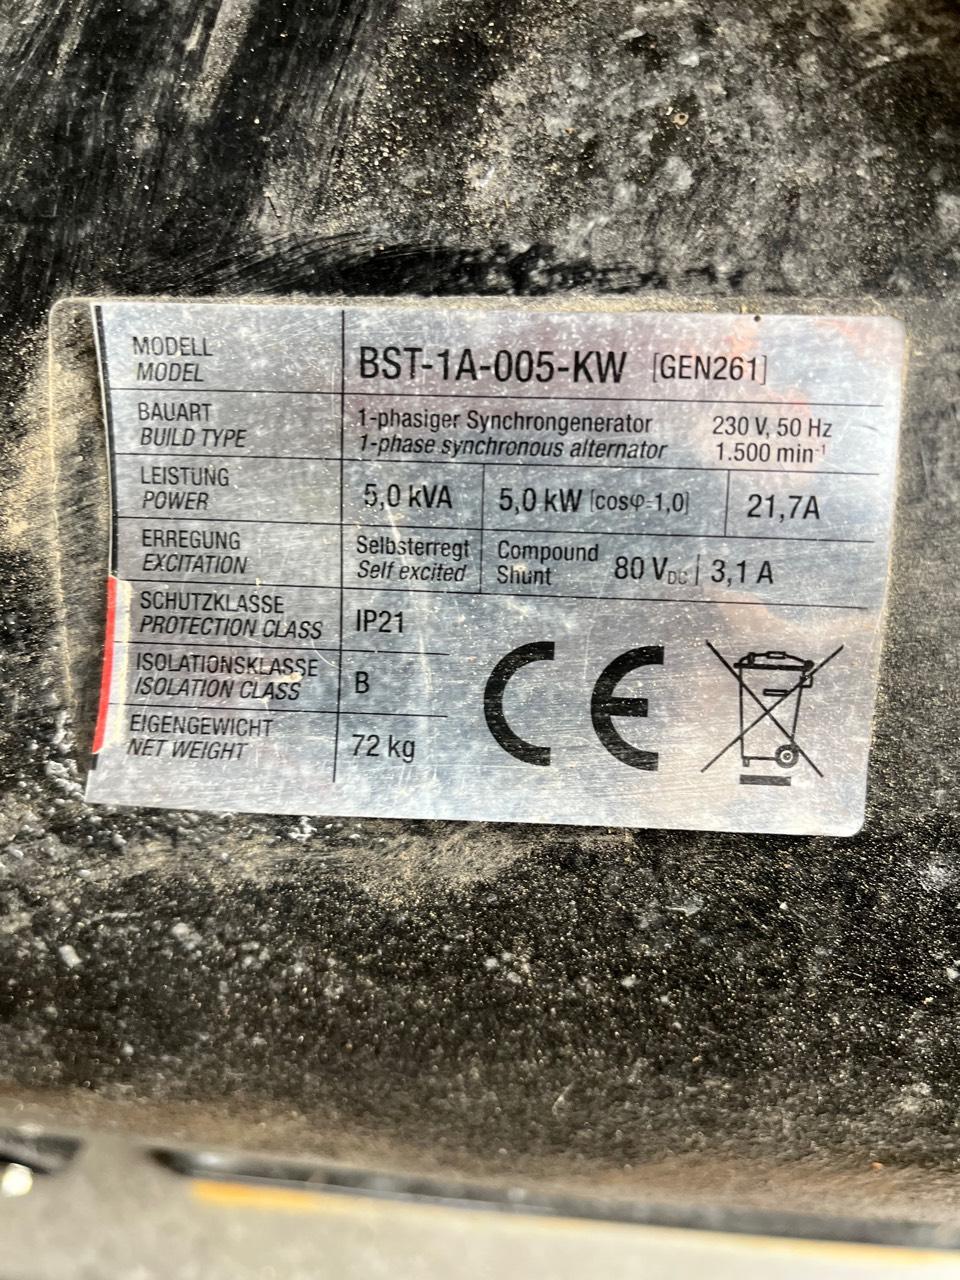 MODELL
MODEL
BST-1A-005-KW [GEN261]
BAUART
BUILD TYPE
1-phasiger Synchrongenerator 230 V, 50 Hz
1-phase synchronous alternator 1.500 min⁻¹
LEISTUNG
POWER
5,0 kVA 5,0 kW [cosφ=1,0] 21,7A
ERREGUNG
EXCITATION
Selbsterregt
Self excited
Compound
Shunt
80 VDC | 3,1 A
SCHUTZKLASSE
PROTECTION CLASS
IP21
ISOLATIONSKLASSE
ISOLATION CLASS
B
EIGENGEWICHT
NET WEIGHT
72 kg
CE